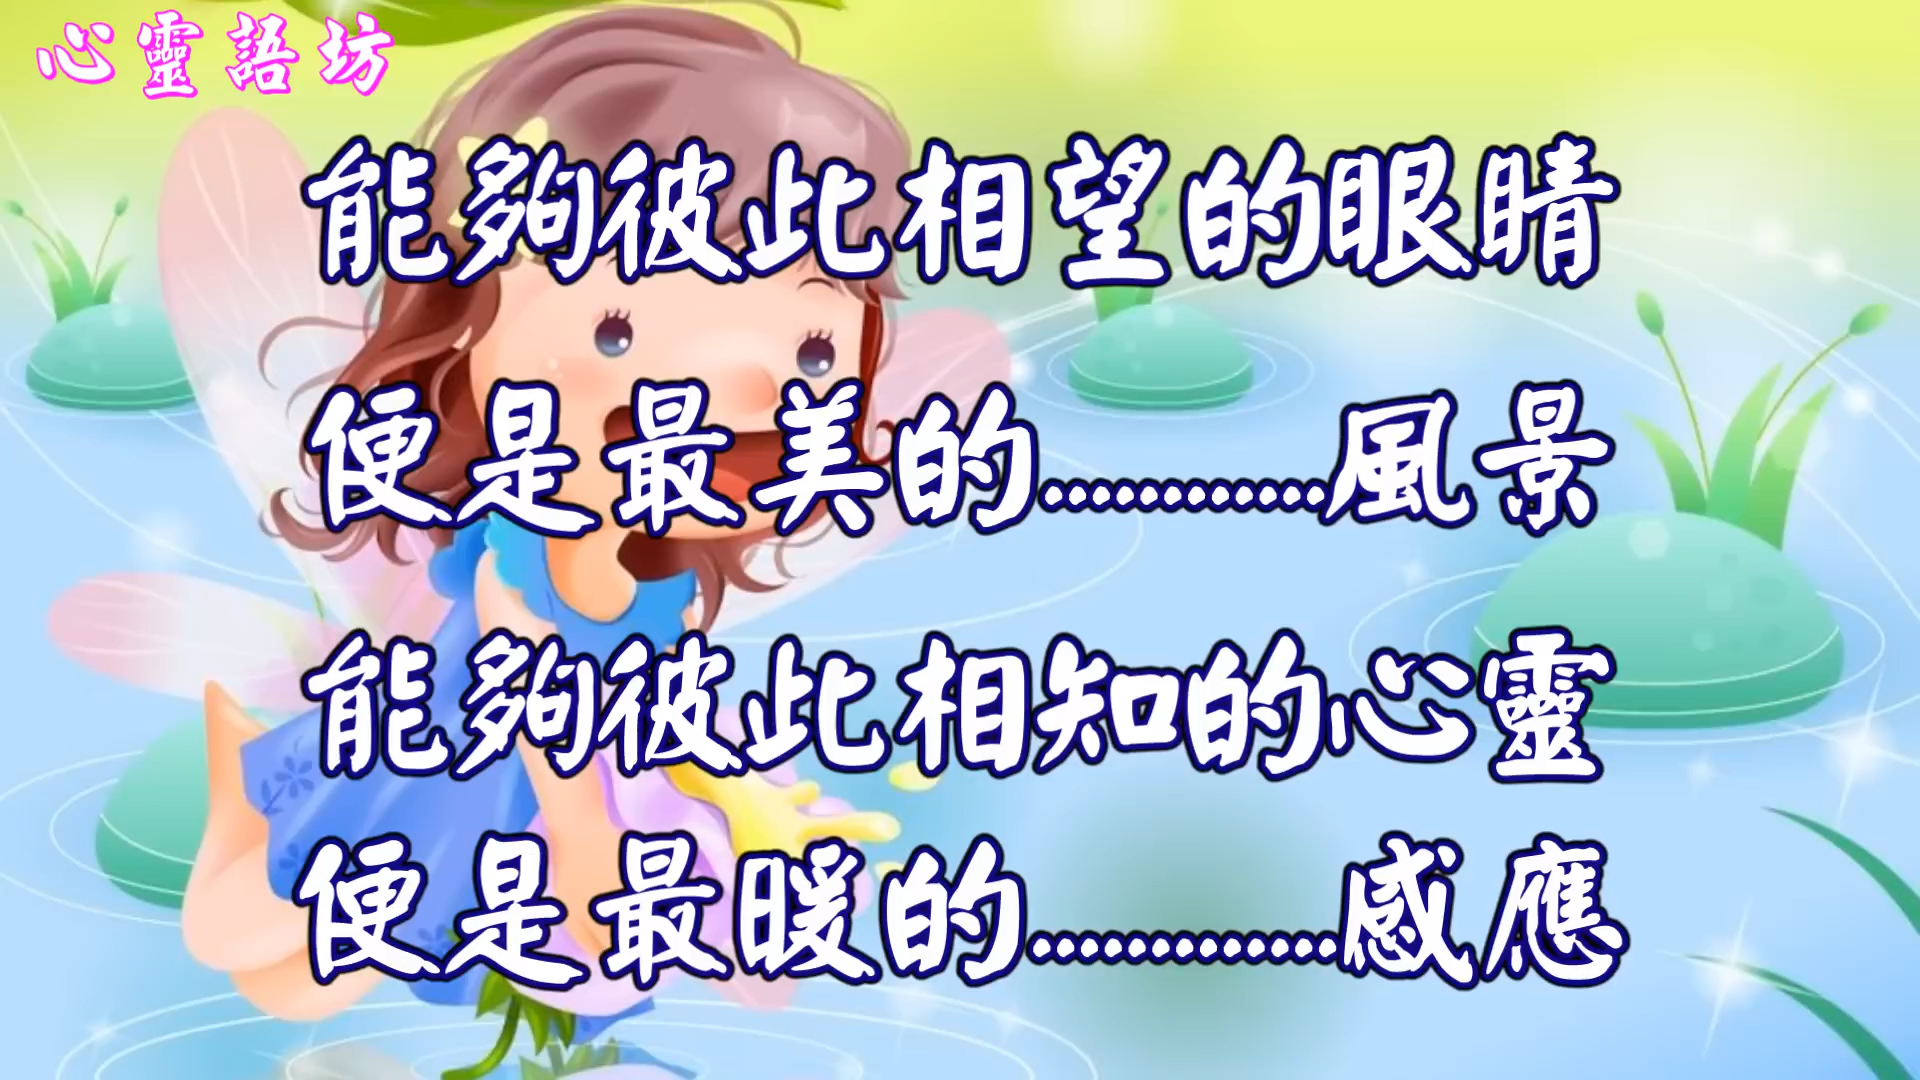 心靈語坊
能夠彼此相望的眼睛
便是最美的............風景
能夠彼此相知的心靈
便是最暖的.............感應